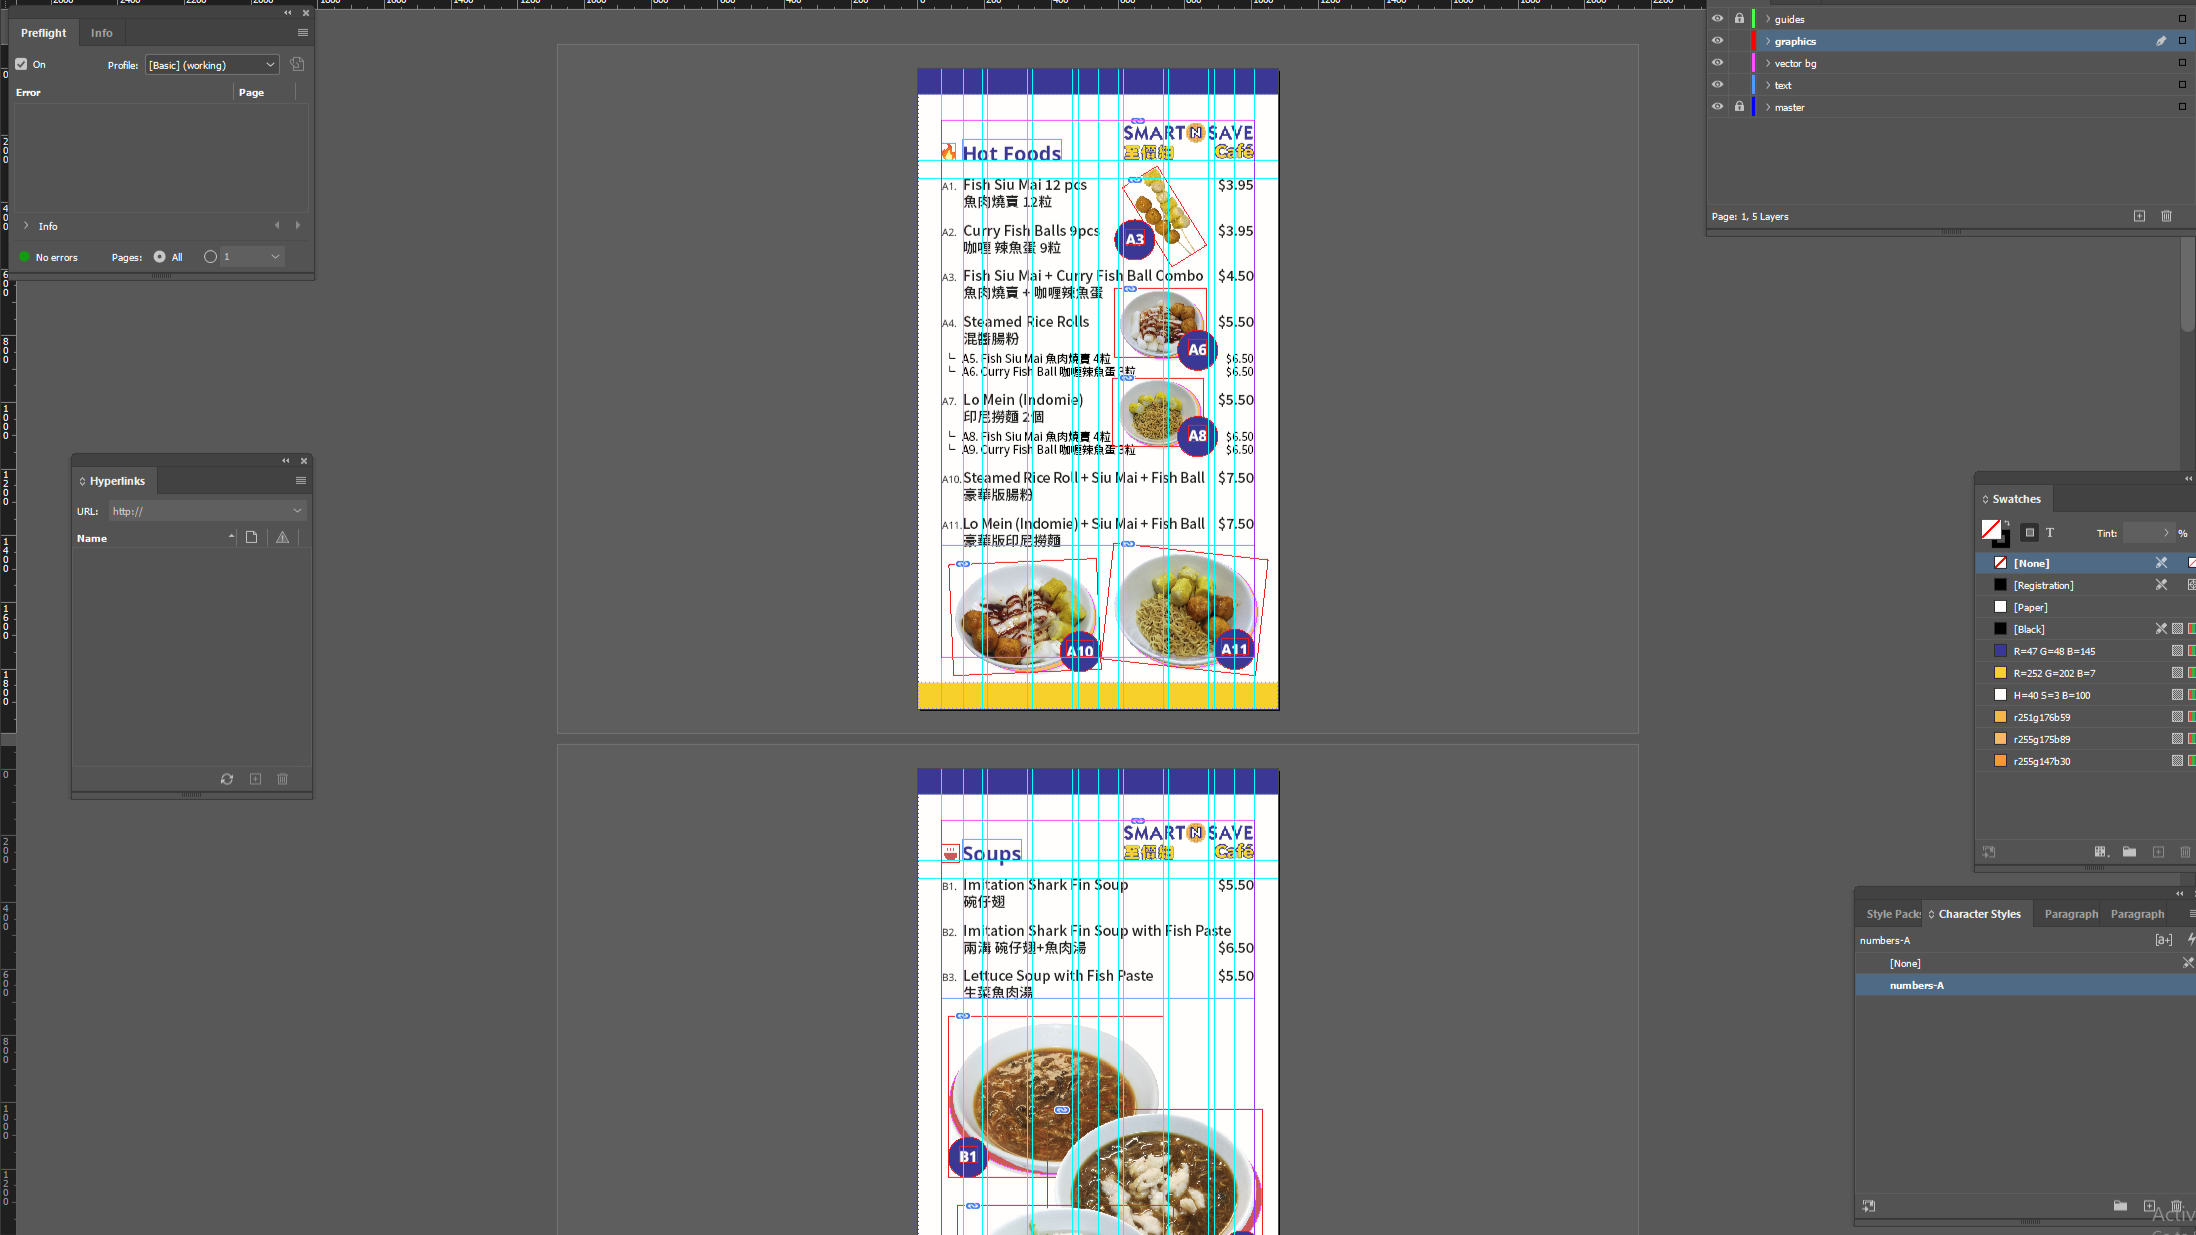 Preflight
Info
On
Profile:
[Basic] (working)
Error
Page
Info
No errors
Pages:
All
1
Hyperlinks
URL:
http://
Name
SMART N SAVE
至儷細 Café
Hot Foods
A1. Fish Siu Mai 12 pcs $3.95
魚肉燒賣 12粒
A2. Curry Fish Balls 9pcs $3.95
咖喱 辣魚蛋 9粒
A3
A3. Fish Siu Mai + Curry Fish Ball Combo $4.50
魚肉燒賣 + 咖喱辣魚蛋
A4. Steamed Rice Rolls $5.50
混醬腸粉
A6
└ A5. Fish Siu Mai 魚肉燒賣 4粒 $6.50
└ A6. Curry Fish Ball 咖喱辣魚蛋 3粒 $6.50
A7. Lo Mein (Indomie) $5.50
印尼撈麵 2個
A8
└ A8. Fish Siu Mai 魚肉燒賣 4粒 $6.50
└ A9. Curry Fish Ball 咖喱辣魚蛋 3粒 $6.50
A10. Steamed Rice Roll + Siu Mai + Fish Ball $7.50
豪華版腸粉
A11. Lo Mein (Indomie) + Siu Mai + Fish Ball $7.50
豪華版印尼撈麵
A10
A11
SMART N SAVE
Café
Soups
B1. Imitation Shark Fin Soup $5.50
碗仔翅
B2. Imitation Shark Fin Soup with Fish Paste
兩溝 碗仔翅+魚肉湯 $6.50
B3. Lettuce Soup with Fish Paste $5.50
生菜魚肉湯
B1
guides
graphics
vector bg
text
master
Page: 1, 5 Layers
Swatches
T
Tint:
%
[None]
[Registration]
[Paper]
[Black]
R=47 G=48 B=145
R=252 G=202 B=7
H=40 S=3 B=100
r251g176b59
r255g175b89
r255g147b30
Style Packs
Character Styles
Paragraph
Paragraph
numbers-A
[a+]
[None]
numbers-A
Activ